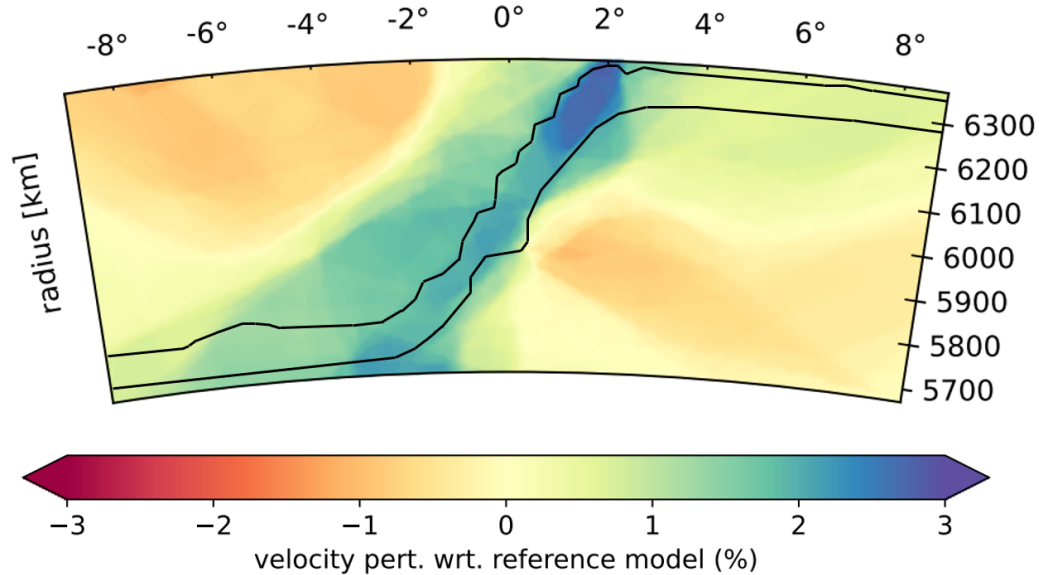 -8° -6° -4° -2° 0° 2° 4° 6° 8°
radius [km]
6300
6200
6100
6000
5900
5800
5700
−3 −2 −1 0 1 2 3
velocity pert. wrt. reference model (%)